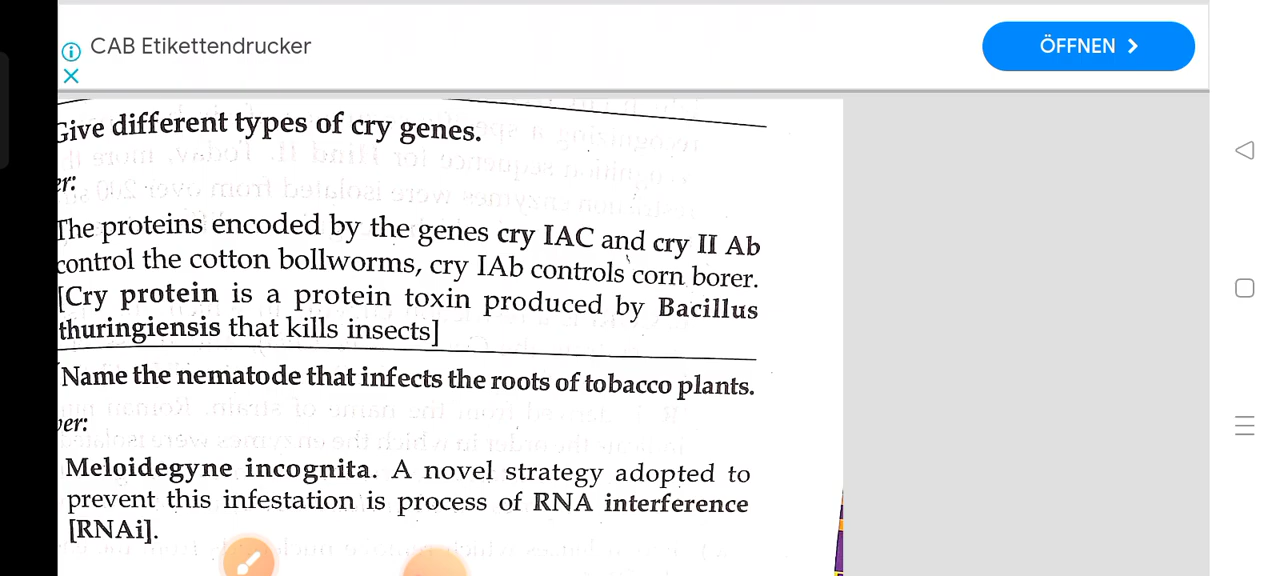 CAB Etikettendrucker
ÖFFNEN
Give different types of cry genes.
er:
The proteins encoded by the genes cry IAC and cry II Ab
control the cotton bollworms, cry IAb controls corn borer.
[Cry protein is a protein toxin produced by Bacillus
thuringiensis that kills insects]
Name the nematode that infects the roots of tobacco plants.
er:
Meloidegyne incognita. A novel strategy adopted to
prevent this infestation is process of RNA interference
[RNAi].